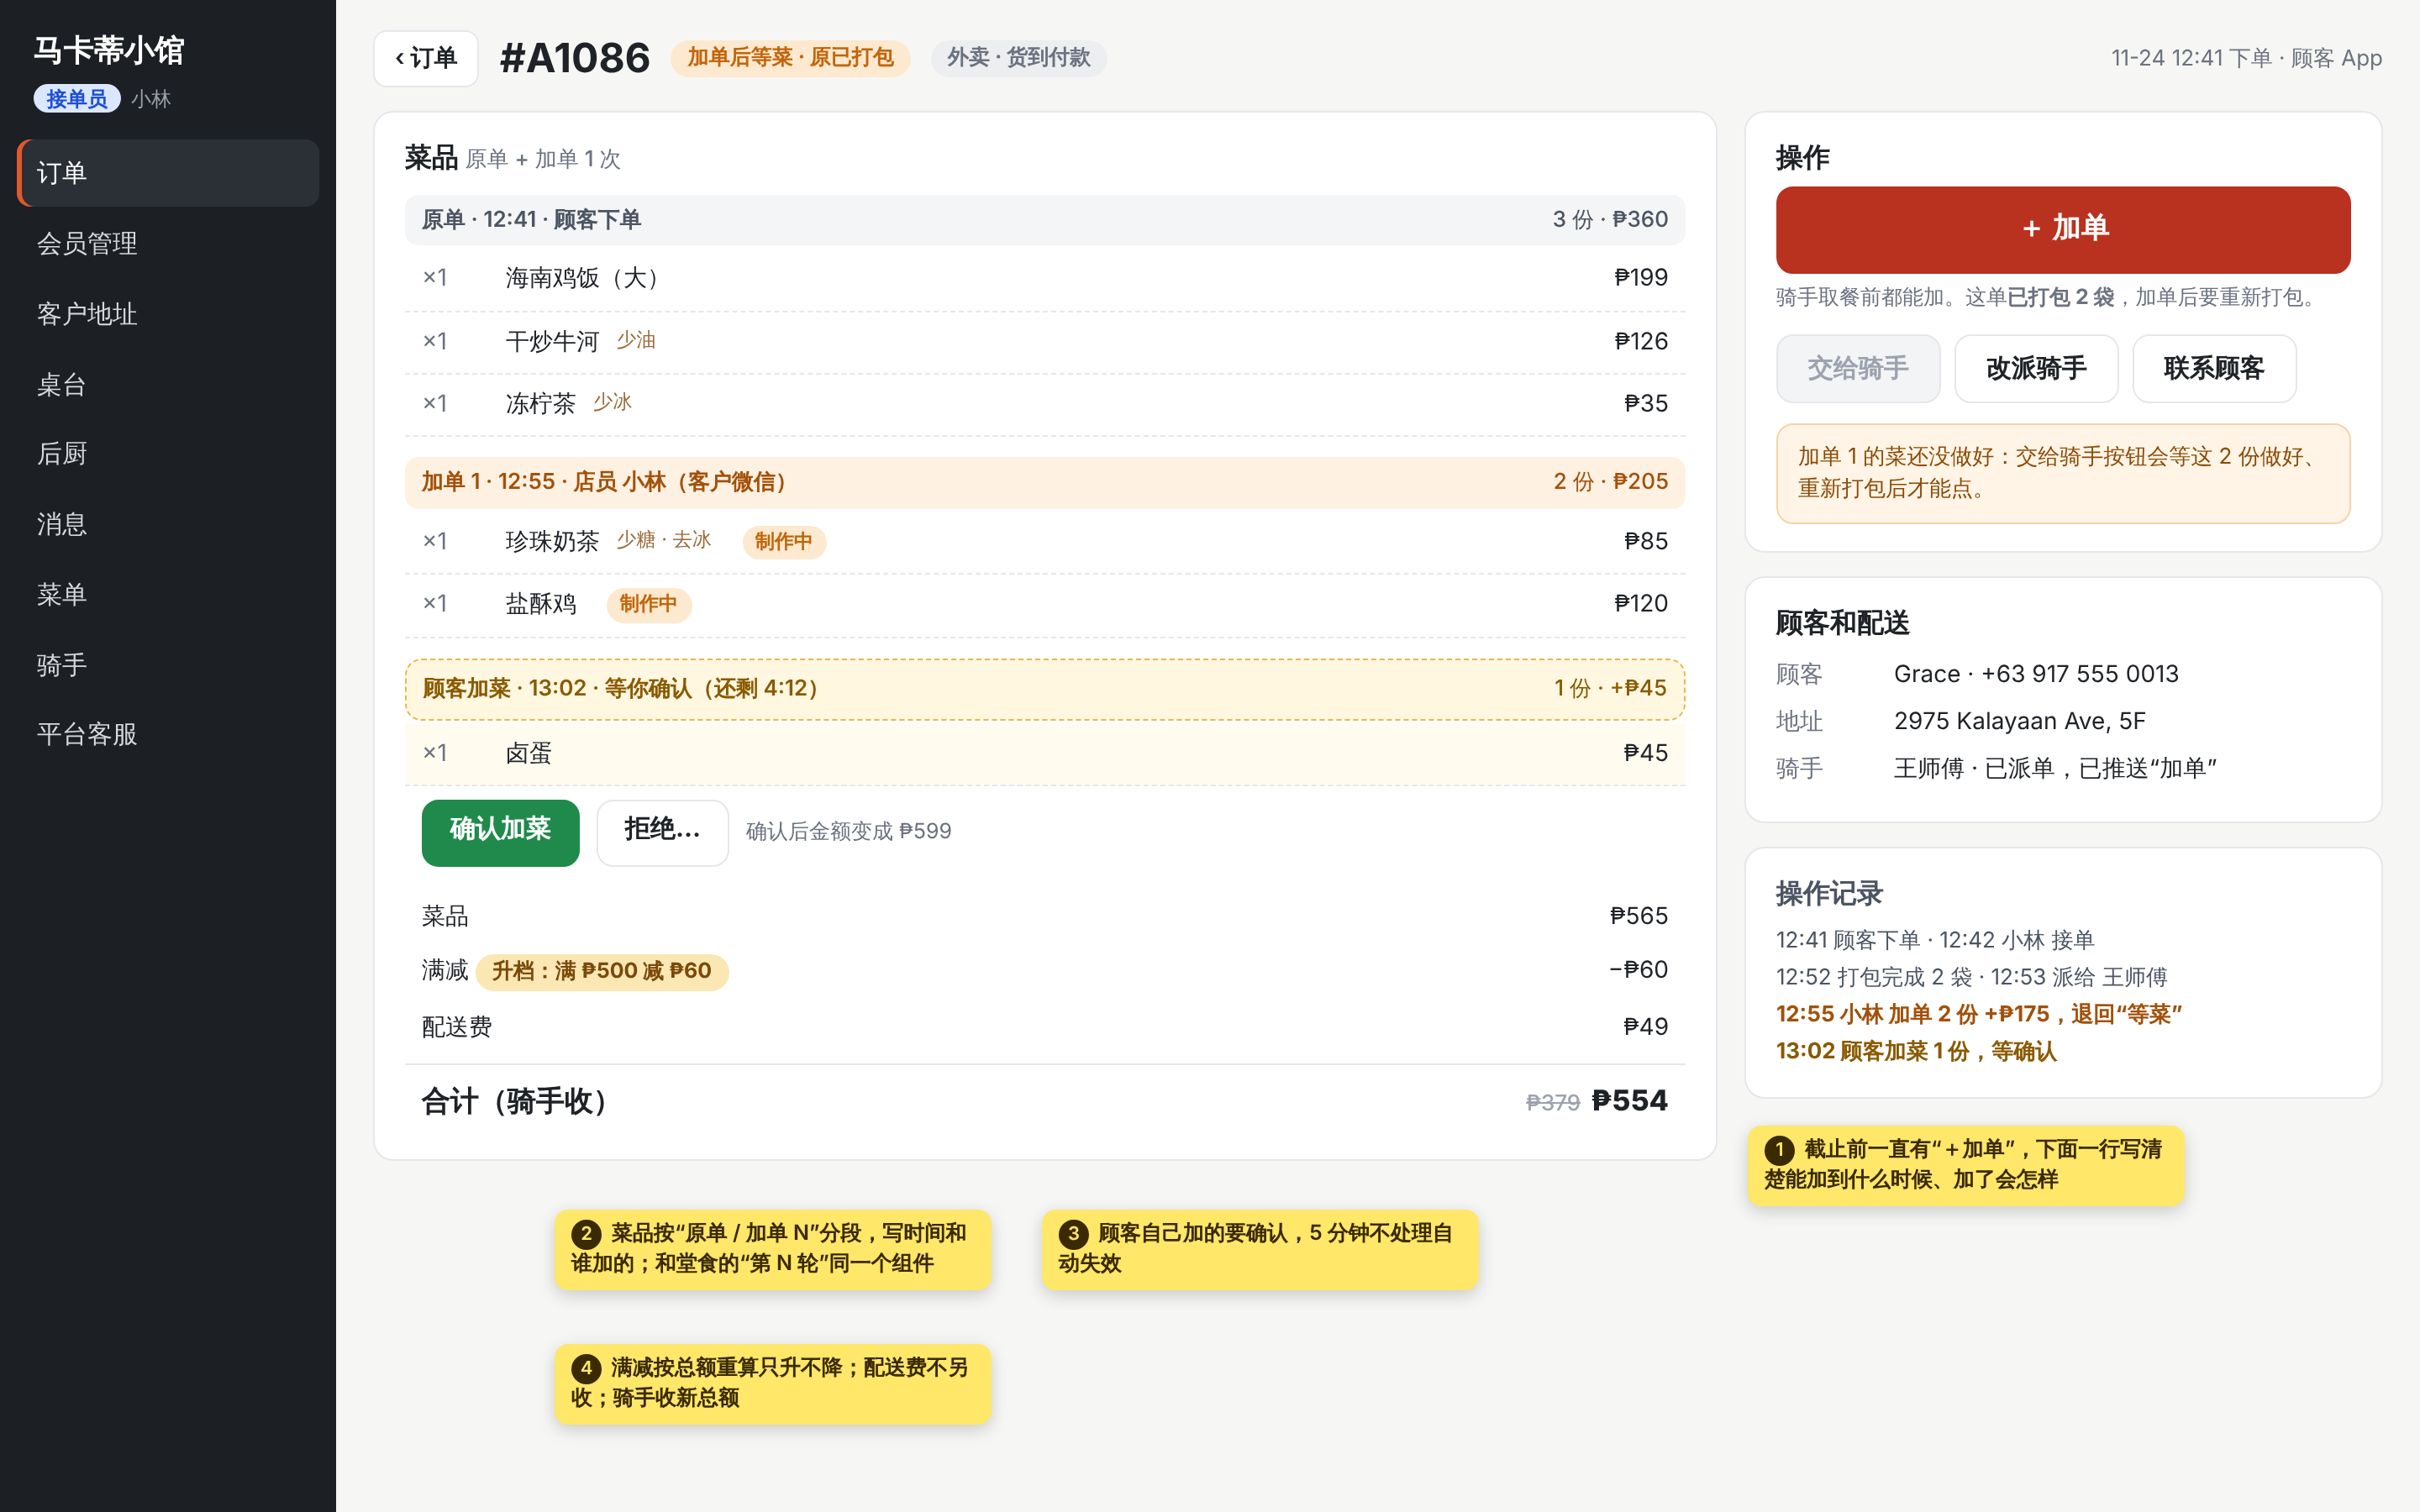 马卡蒂小馆
接单员 小林
订单
会员管理
客户地址
桌台
后厨
消息
菜单
骑手
平台客服
‹ 订单 #A1086 加单后等菜 · 原已打包 外卖 · 货到付款 11-24 12:41 下单 · 顾客 App
菜品 原单 + 加单 1 次
原单 · 12:41 · 顾客下单 3 份 · ₱360
×1 海南鸡饭（大） ₱199
×1 干炒牛河 少油 ₱126
×1 冻柠茶 少冰 ₱35
加单 1 · 12:55 · 店员 小林（客户微信） 2 份 · ₱205
×1 珍珠奶茶 少糖 · 去冰 制作中 ₱85
×1 盐酥鸡 制作中 ₱120
顾客加菜 · 13:02 · 等你确认（还剩 4:12） 1 份 · +₱45
×1 卤蛋 ₱45
确认加菜 拒绝… 确认后金额变成 ₱599
菜品 ₱565
满减 升档：满 ₱500 减 ₱60 −₱60
配送费 ₱49
合计（骑手收） ₱379 ₱554
操作
+ 加单
骑手取餐前都能加。这单已打包 2 袋，加单后要重新打包。
交给骑手 改派骑手 联系顾客
加单 1 的菜还没做好：交给骑手按钮会等这 2 份做好、
重新打包后才能点。
顾客和配送
顾客 Grace · +63 917 555 0013
地址 2975 Kalayaan Ave, 5F
骑手 王师傅 · 已派单，已推送“加单”
操作记录
12:41 顾客下单 · 12:42 小林 接单
12:52 打包完成 2 袋 · 12:53 派给 王师傅
12:55 小林 加单 2 份 +₱175，退回“等菜”
13:02 顾客加菜 1 份，等确认
1 截止前一直有“＋加单”，下面一行写清
楚能加到什么时候、加了会怎样
2 菜品按“原单 / 加单 N”分段，写时间和
谁加的；和堂食的“第 N 轮”同一个组件
3 顾客自己加的要确认，5 分钟不处理自
动失效
4 满减按总额重算只升不降；配送费不另
收；骑手收新总额